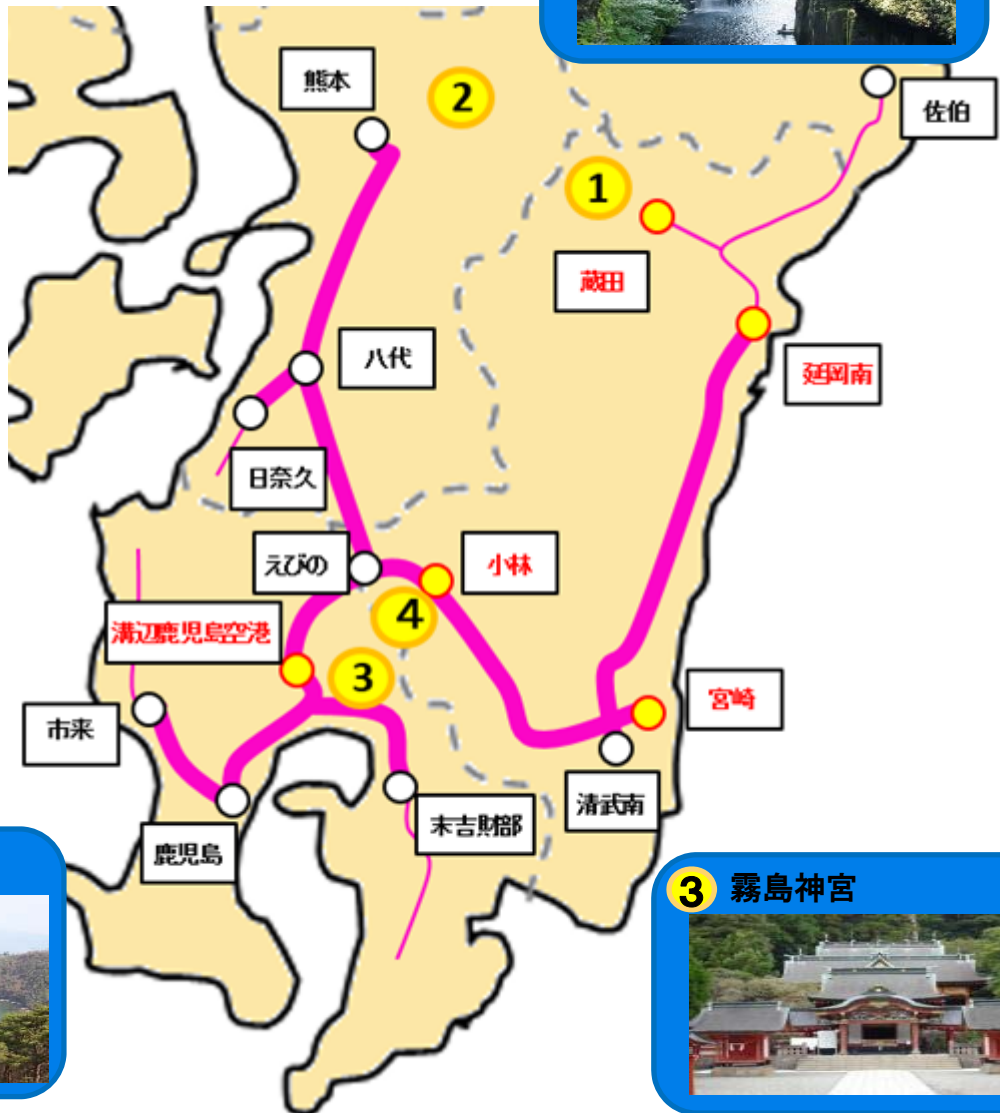 熊本
2
佐伯
1
蔵田
延岡南
八代
日奈久
えびの
小林
溝辺鹿児島空港
4
3
宮崎
市来
清武南
末吉財部
鹿児島
3 霧島神宮